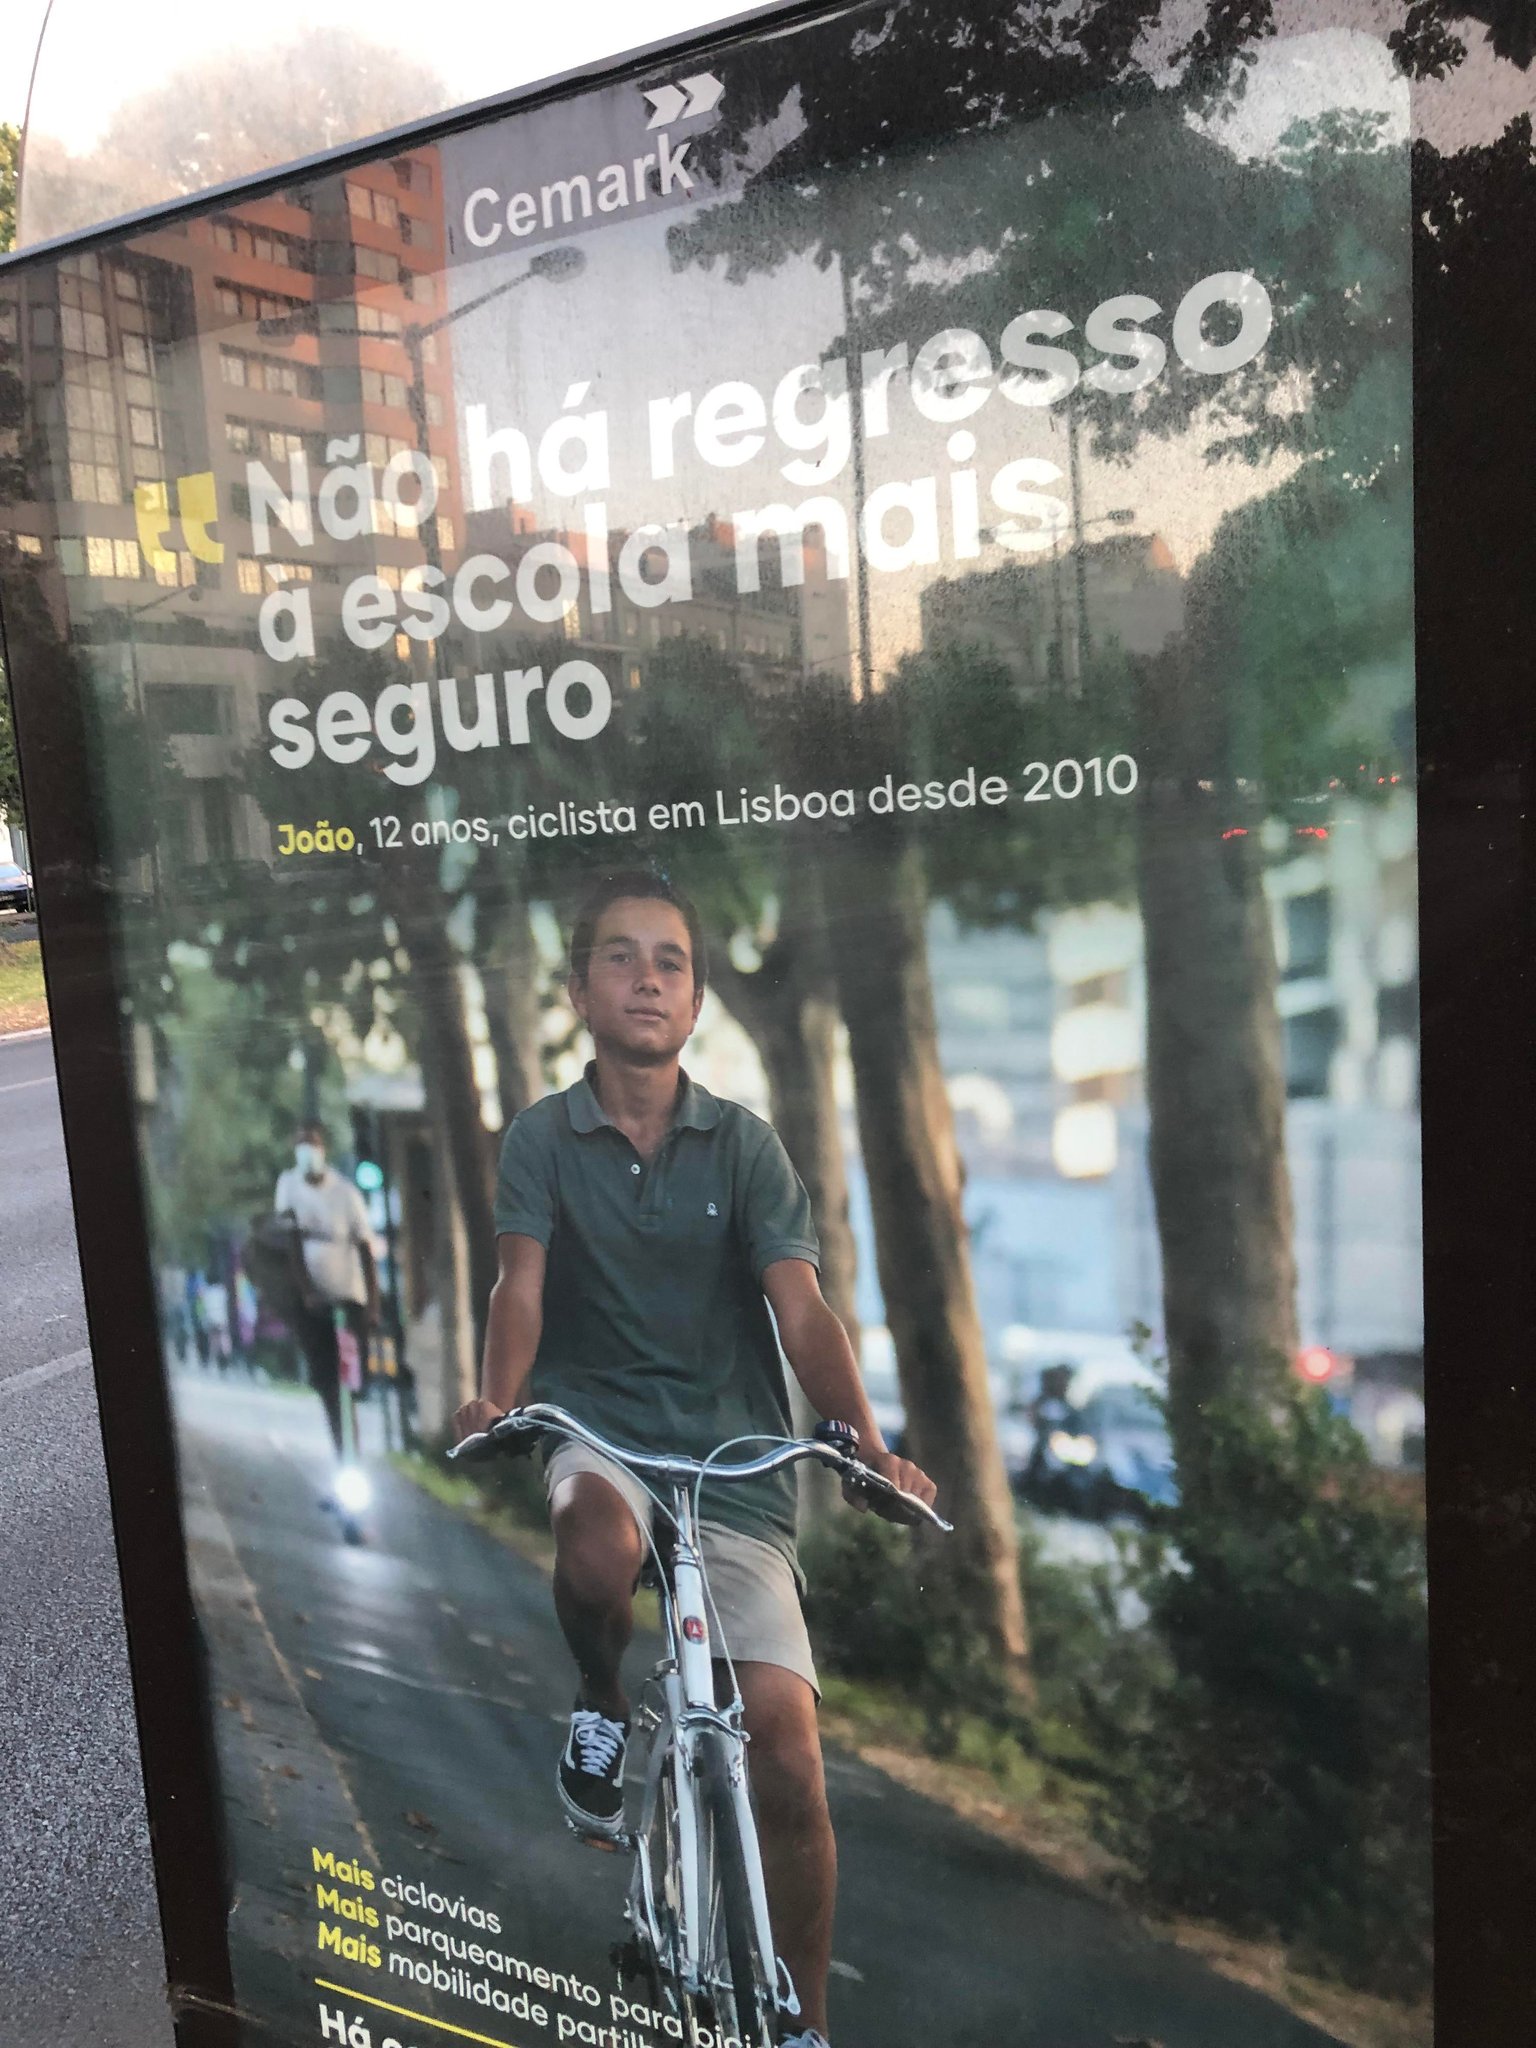 Cemark
“Não há regresso
à escola mais
seguro
João, 12 anos, ciclista em Lisboa desde 2010
Mais ciclovias
Mais parqueamento para
Mais mobilidade
Há